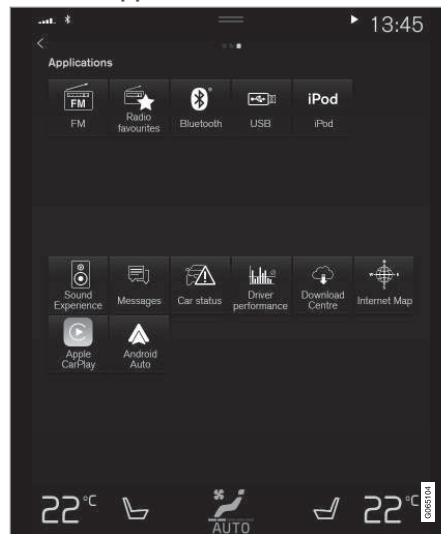 13:45
Applications
FM
iPod
FM
Radio
favourites
Bluetooth
USB
iPod
Sound
Experience
Messages
Car status
Driver
performance
Download
Centre
Internet Map
Apple
CarPlay
Android
Auto
22°C
AUTO
22°C
G065104